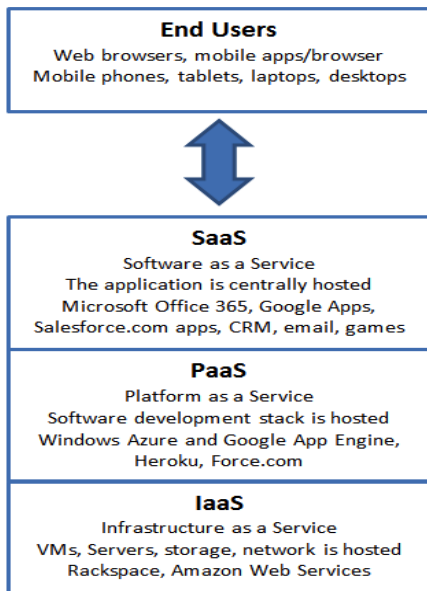 End Users
Web browsers, mobile apps/browser
Mobile phones, tablets, laptops, desktops
SaaS
Software as a Service
The application is centrally hosted
Microsoft Office 365, Google Apps,
Salesforce.com apps, CRM, email, games
PaaS
Platform as a Service
Software development stack is hosted
Windows Azure and Google App Engine,
Heroku, Force.com
IaaS
Infrastructure as a Service
VMs, Servers, storage, network is hosted
Rackspace, Amazon Web Services